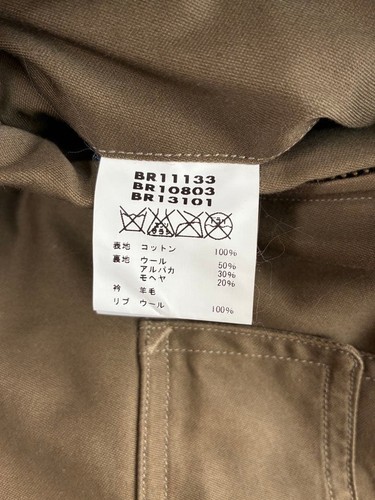 BR11133
BR10803
BR13101
表地 コットン 100%
裏地 ウール 50%
アルパカ 30%
モヘヤ 20%
衿 羊毛
リブ ウール 100%